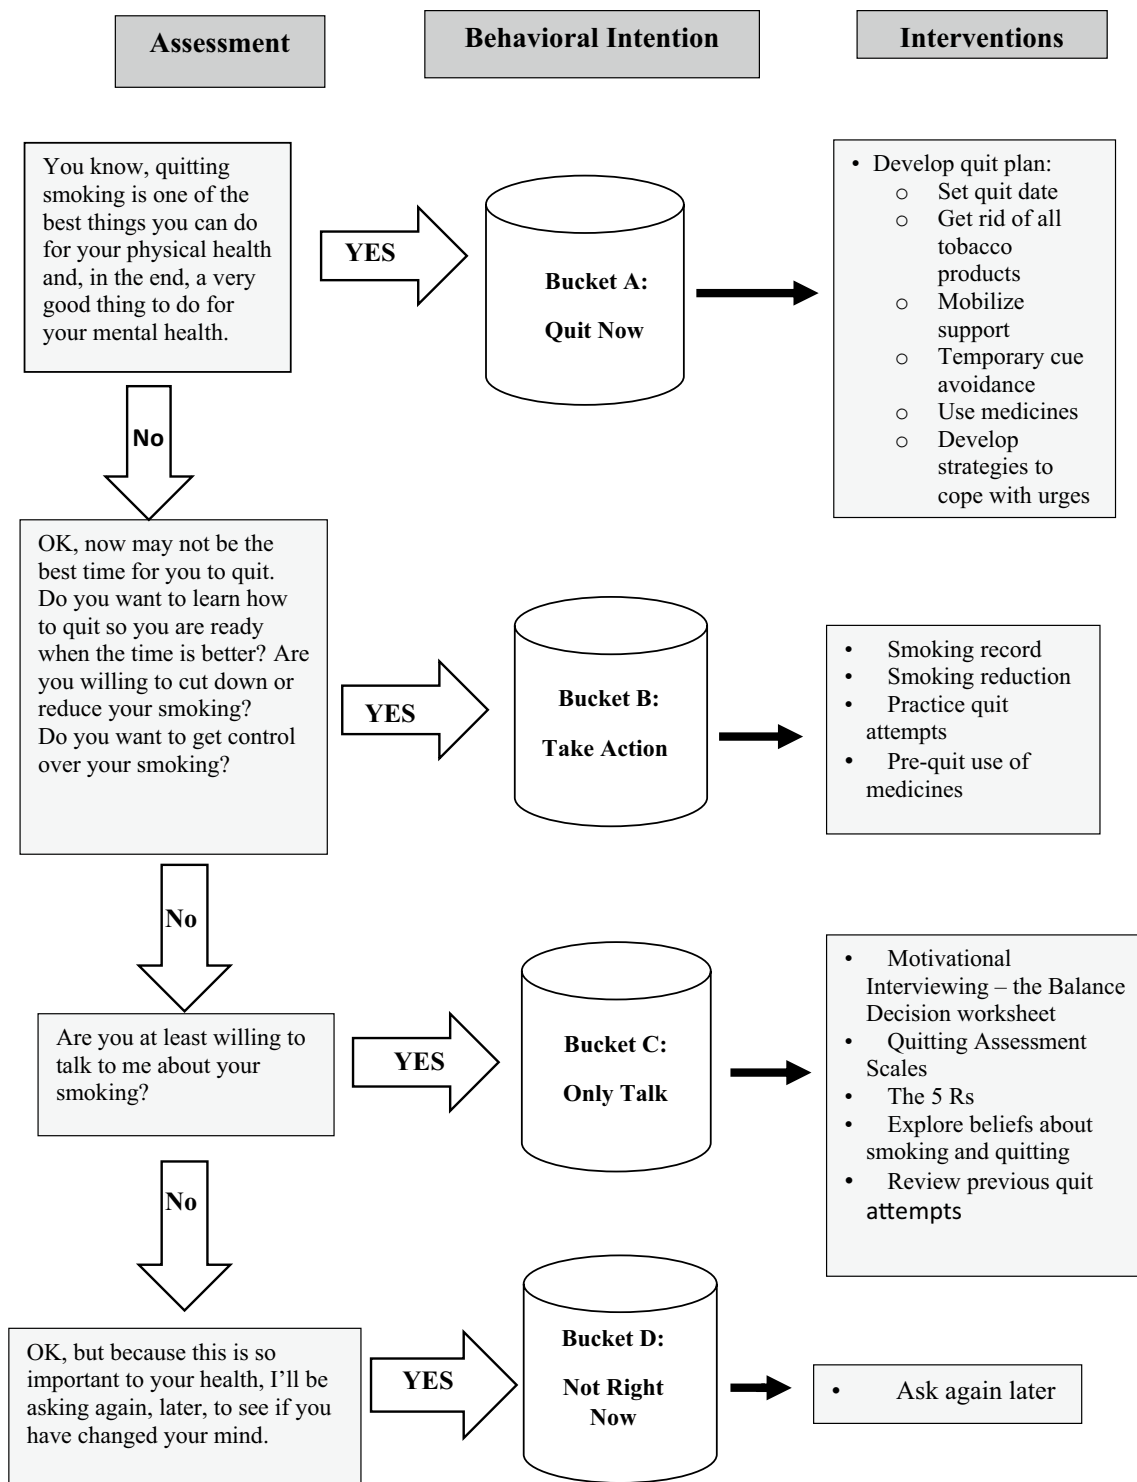 Assessment
Behavioral Intention
Interventions
You know, quitting
smoking is one of the
best things you can do
for your physical health
and, in the end, a very
good thing to do for
your mental health.
YES
Bucket A:
Quit Now
• Develop quit plan:
o Set quit date
o Get rid of all
tobacco
products
o Mobilize
support
o Temporary cue
avoidance
o Use medicines
o Develop
strategies to
cope with urges
No
OK, now may not be the
best time for you to quit.
Do you want to learn how
to quit so you are ready
when the time is better? Are
you willing to cut down or
reduce your smoking?
Do you want to get control
over your smoking?
YES
Bucket B:
Take Action
• Smoking record
• Smoking reduction
• Practice quit
attempts
• Pre-quit use of
medicines
No
Are you at least willing to
talk to me about your
smoking?
YES
Bucket C:
Only Talk
• Motivational
Interviewing – the Balance
Decision worksheet
• Quitting Assessment
Scales
• The 5 Rs
• Explore beliefs about
smoking and quitting
• Review previous quit
attempts
No
OK, but because this is so
important to your health, I’ll be
asking again, later, to see if you
have changed your mind.
YES
Bucket D:
Not Right
Now
• Ask again later